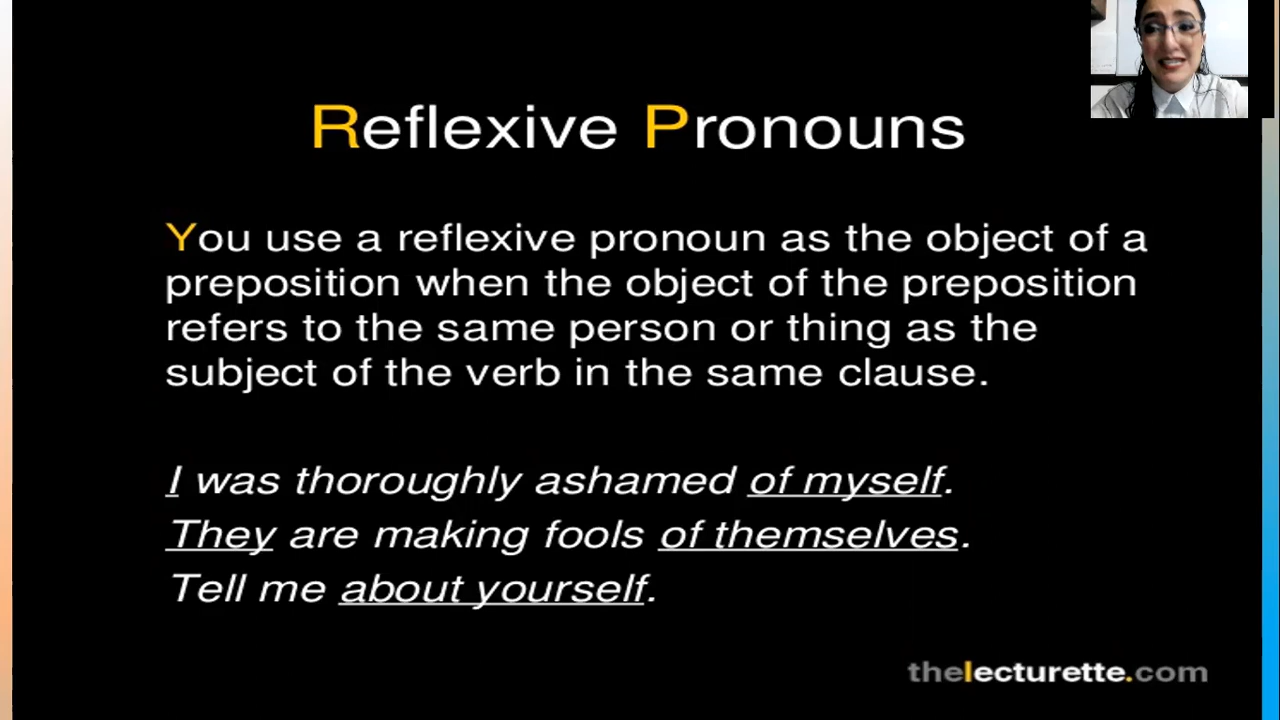 Reflexive Pronouns
You use a reflexive pronoun as the object of a
preposition when the object of the preposition
refers to the same person or thing as the
subject of the verb in the same clause.
I was thoroughly ashamed of myself.
They are making fools of themselves.
Tell me about yourself.
thelecturette.com